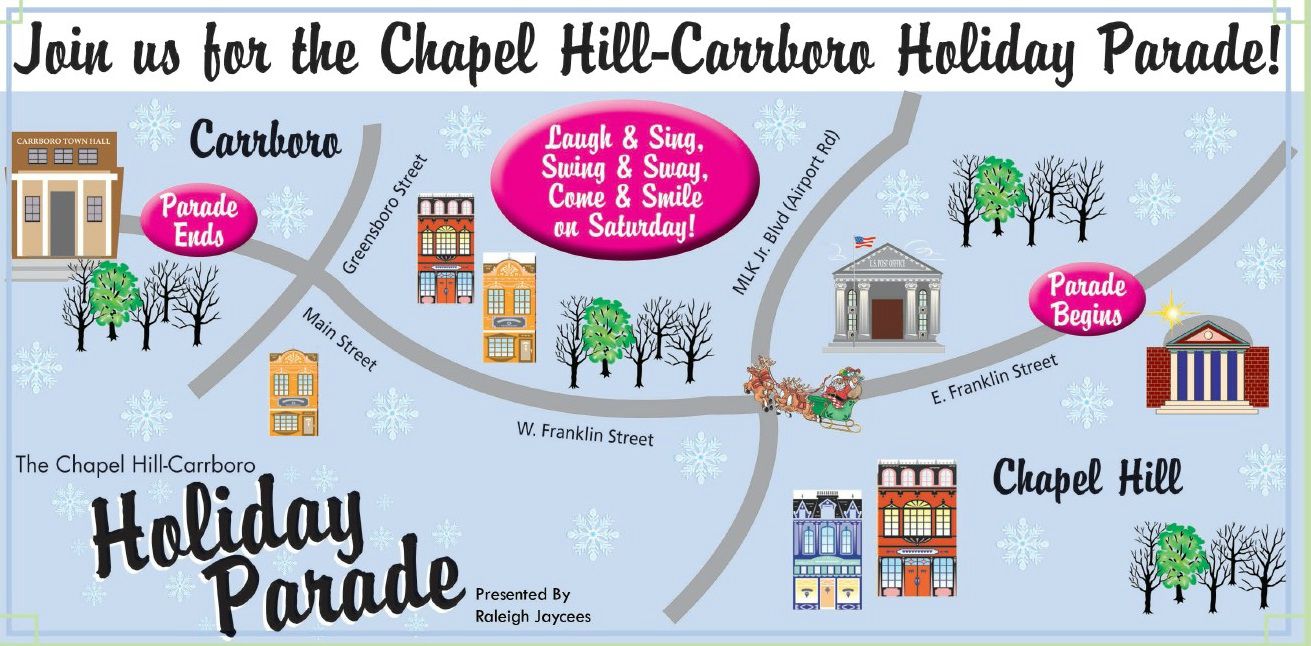 Join us for the Chapel Hill-Carrboro Holiday Parade!
CARRBORO TOWN HALL
Carrboro
Parade
Ends
Greensboro Street
Laugh & Sing,
Swing & Sway,
Come & Smile
on Saturday!
MLK Jr. Blvd (Airport Rd)
U.S. POST OFFICE
Parade
Begins
Main Street
W. Franklin Street
E. Franklin Street
Chapel Hill
The Chapel Hill-Carrboro
Holiday
Parade
Presented By
Raleigh Jaycees